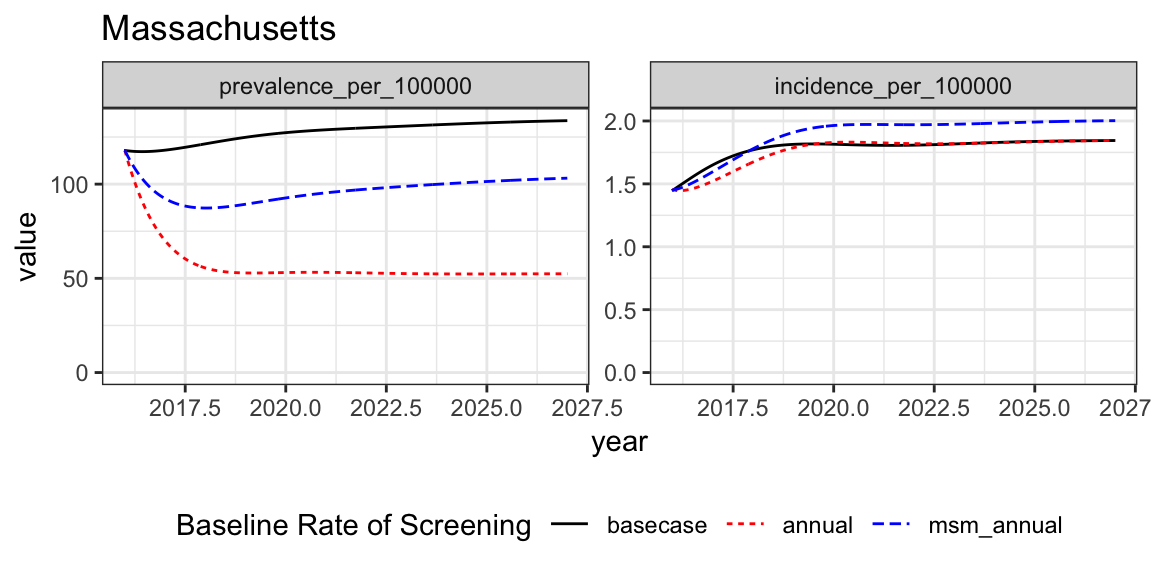 Massachusetts
prevalence_per_100000
incidence_per_100000
value
100
50
0
2.0
1.5
1.0
0.5
0.0
2017.5 2020.0 2022.5 2025.0 2027.5
2017.5 2020.0 2022.5 2025.0 2027
year
Baseline Rate of Screening basecase annual msm_annual